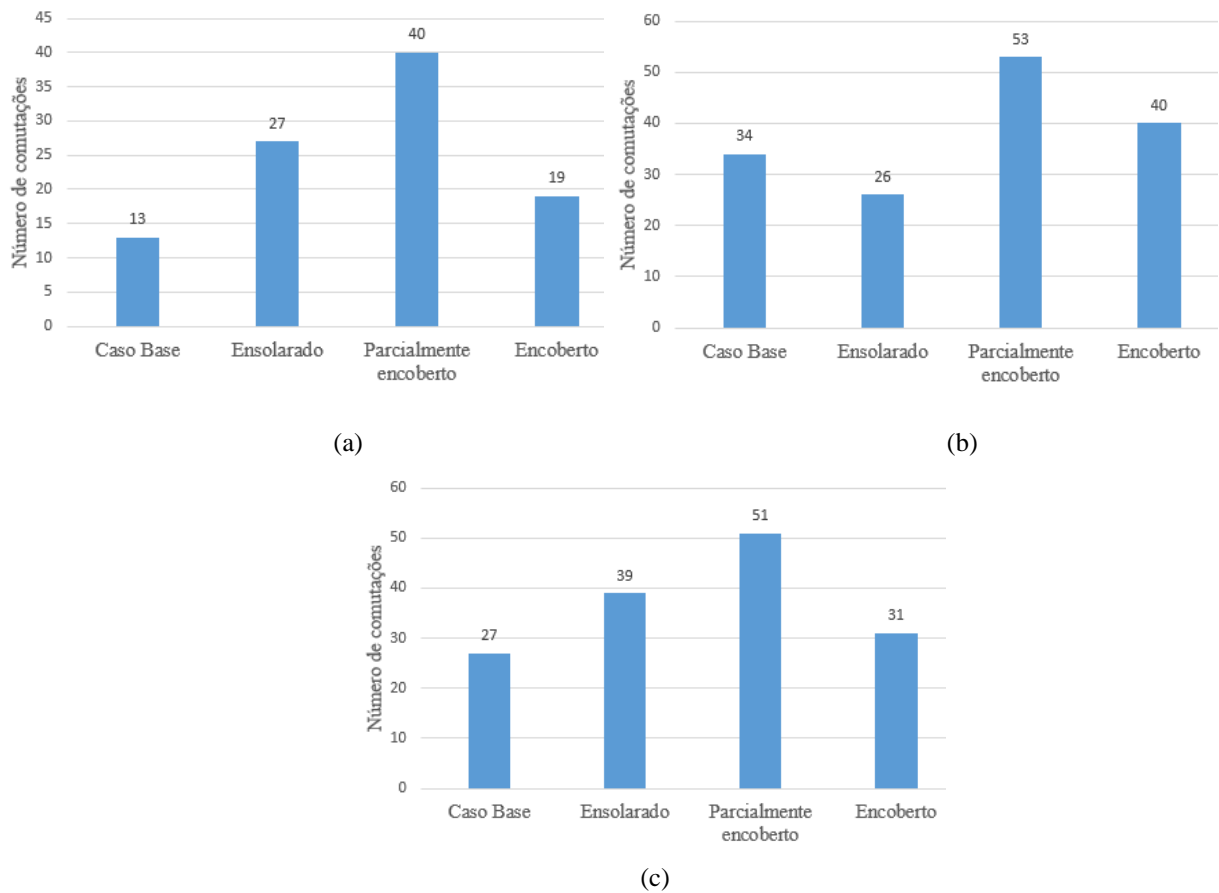 45
40
35
30
25
20
15
10
5
0
Número de comutações
13
27
40
19
Caso Base
Ensolarado
Parcialmente
encoberto
Encoberto
(a)
60
50
40
30
20
10
0
Número de comutações
34
26
53
40
Caso Base
Ensolarado
Parcialmente
encoberto
Encoberto
(b)
60
50
40
30
20
10
0
Número de comutações
27
39
51
31
Caso Base
Ensolarado
Parcialmente
encoberto
Encoberto
(c)